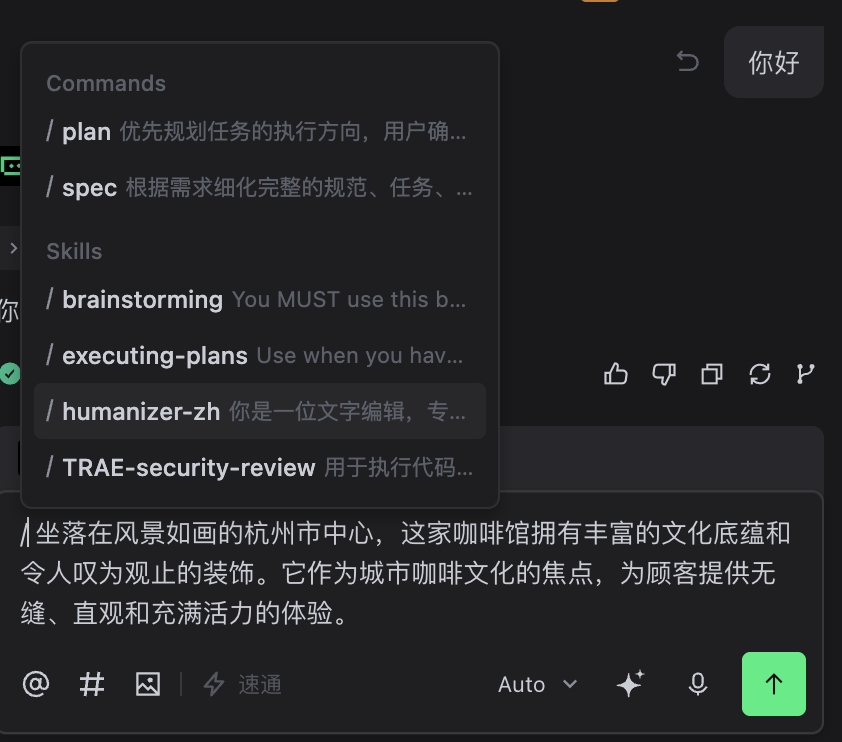 你好
Commands
/ plan 优先规划任务的执行方向，用户确...
/ spec 根据需求细化完整的规范、任务、...
Skills
/ brainstorming You MUST use this b...
/ executing-plans Use when you hav...
/ humanizer-zh 你是一位文字编辑，专...
/ TRAE-security-review 用于执行代码...
你
/坐落在风景如画的杭州市中心，这家咖啡馆拥有丰富的文化底蕴和
令人叹为观止的装饰。它作为城市咖啡文化的焦点，为顾客提供无
缝、直观和充满活力的体验。
速通
Auto